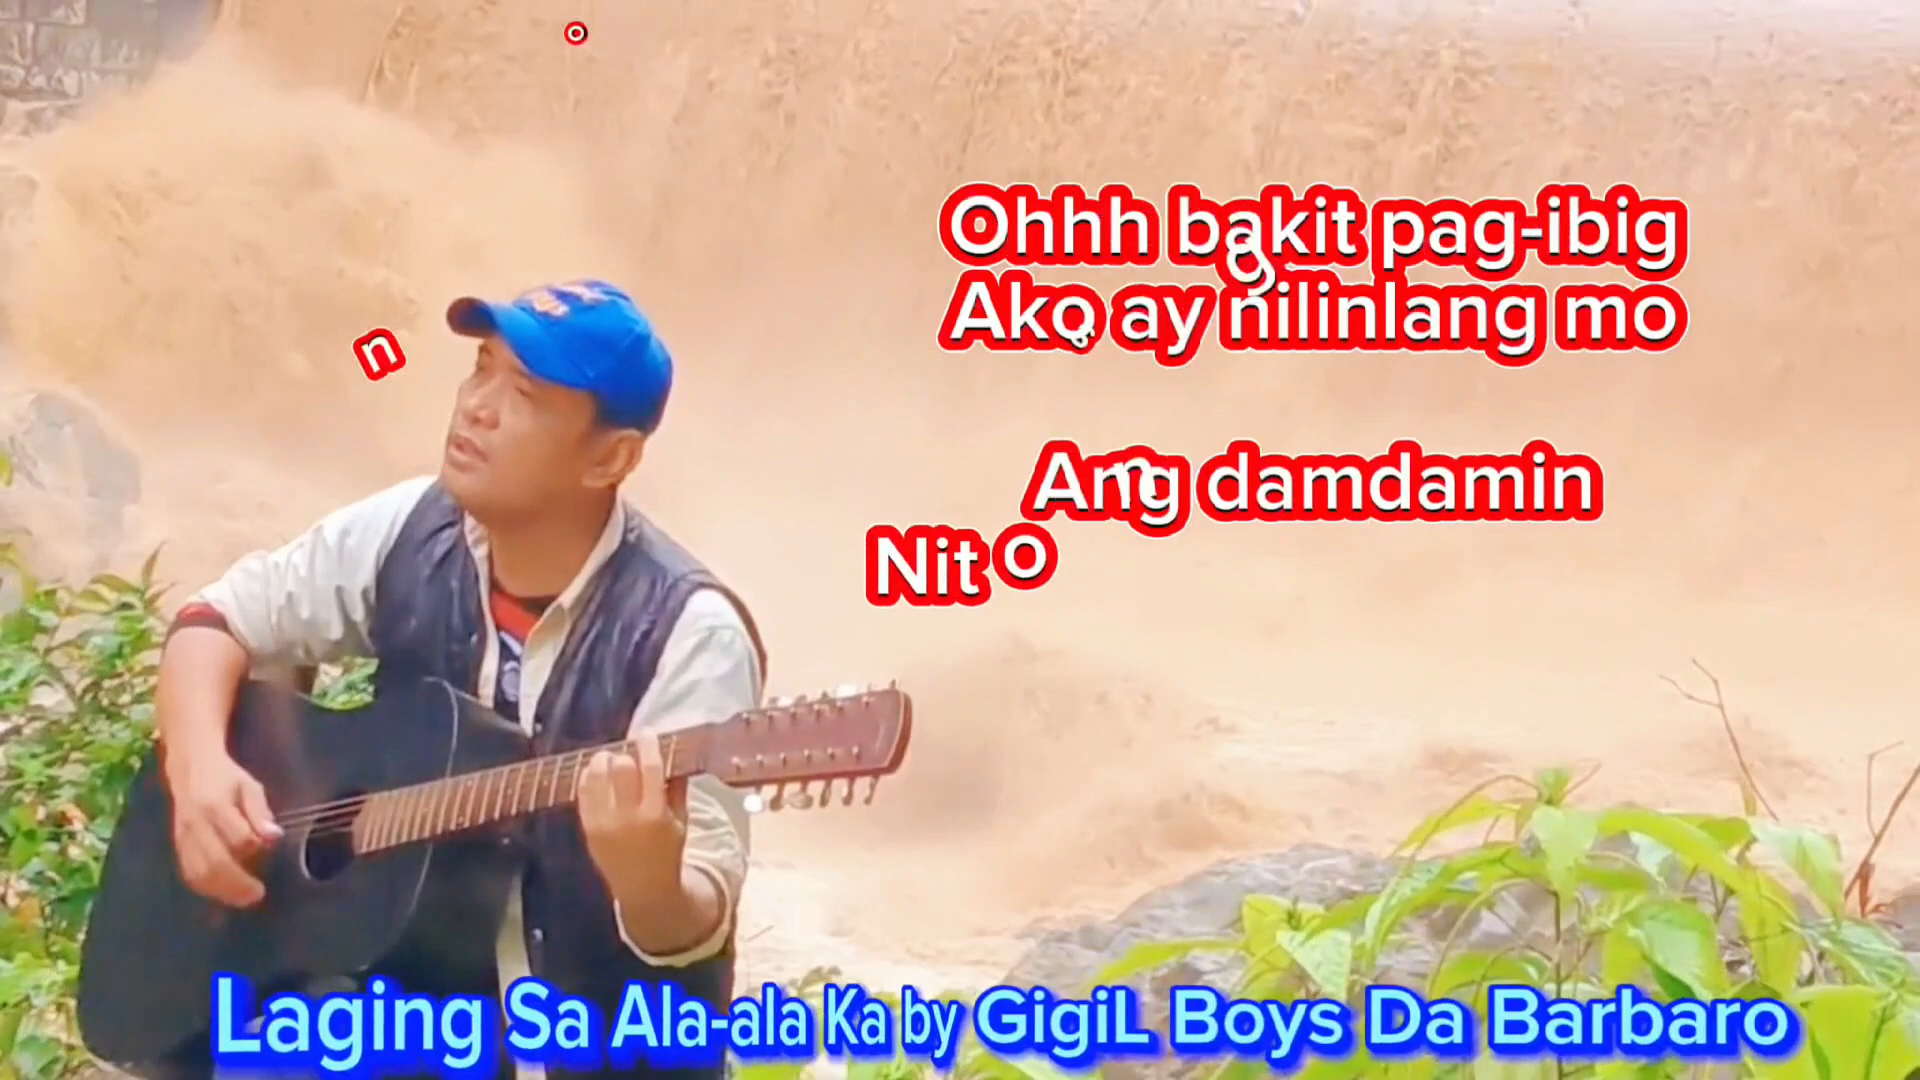 Ohhh bakit pag-ibig
Ako ay nilinlang mo
Ang damdamin
Nito
Laging Sa Ala-ala Ka by GigiL Boys Da Barbaro